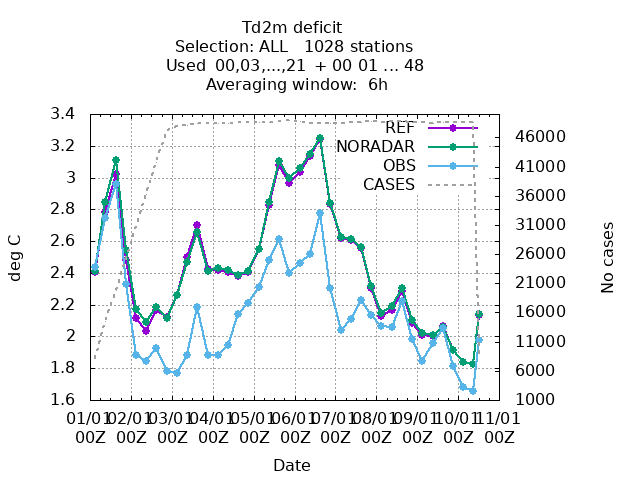 Td2m deficit
Selection: ALL   1028 stations
Used  00,03,...,21  + 00 01 ... 48
Averaging window:  6h
3.4
3.2
3
2.8
2.6
2.4
2.2
2
1.8
1.6
deg C
REF
NORADAR
OBS
CASES
46000
41000
36000
31000
26000
21000
16000
11000
6000
1000
No cases
01/01 02/01 03/01 04/01 05/01 06/01 07/01 08/01 09/01 10/01 11/01
00Z 00Z 00Z 00Z 00Z 00Z 00Z 00Z 00Z 00Z 00Z
Date